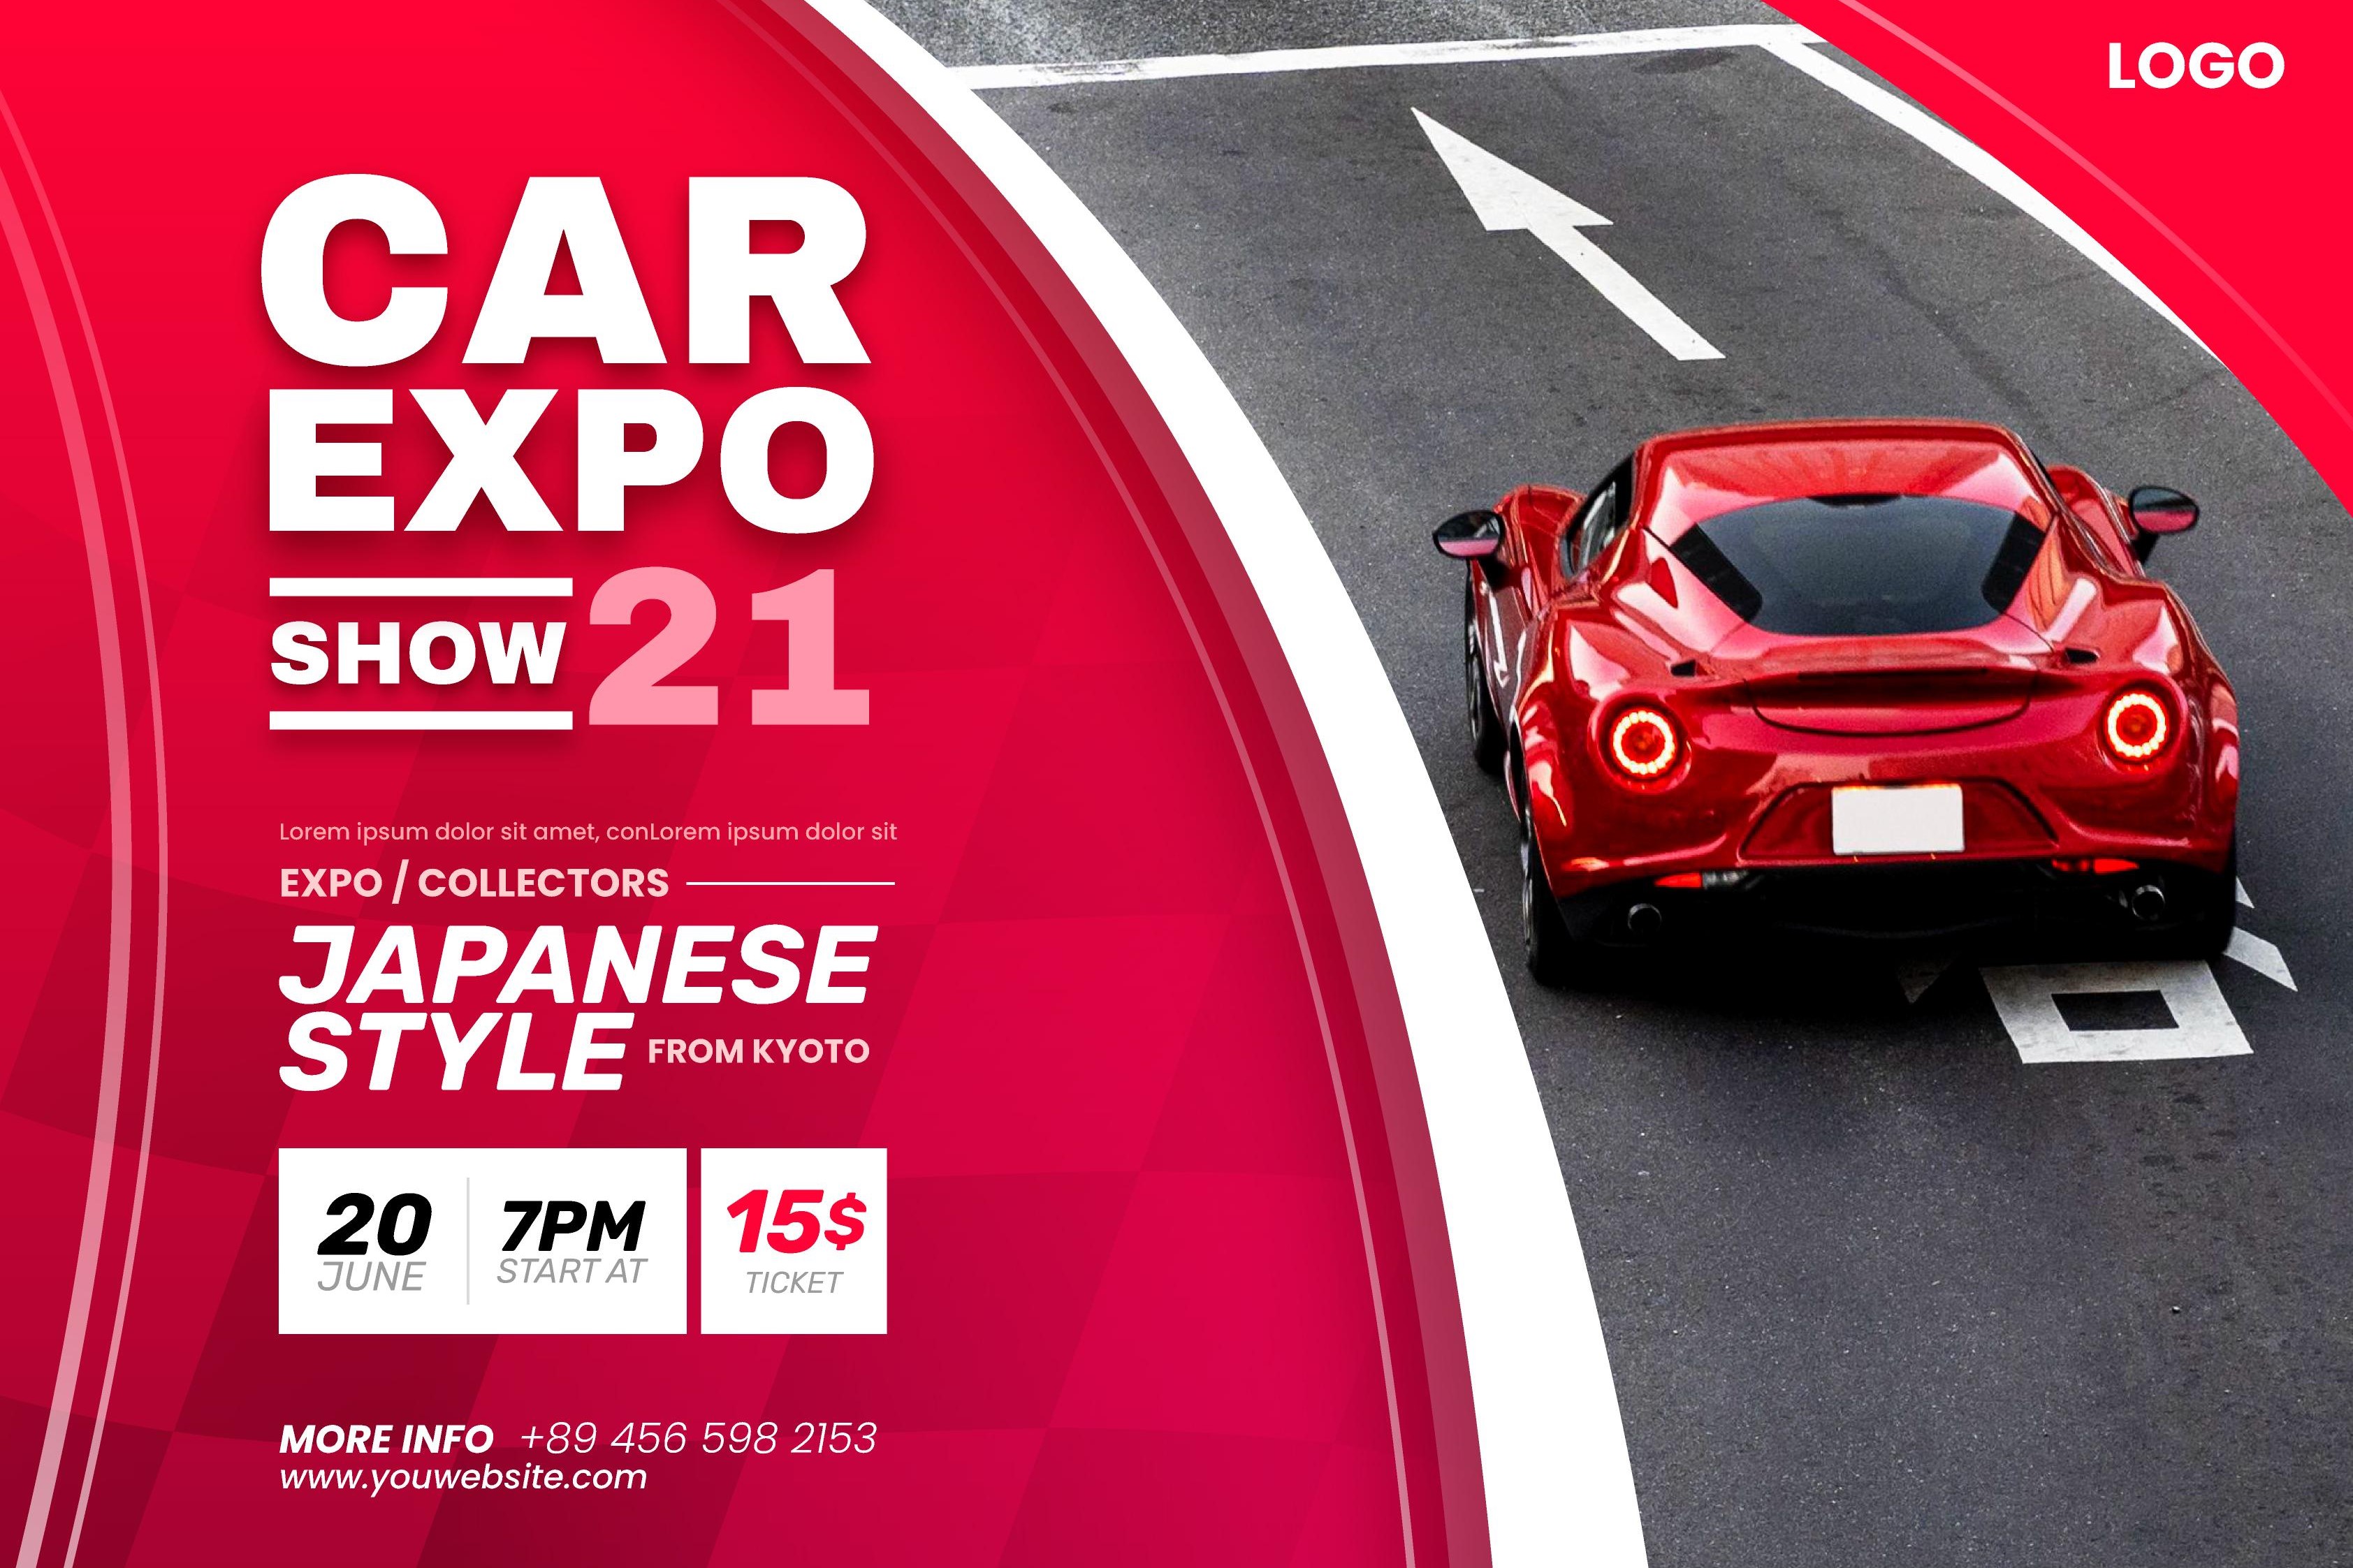 LOGO
CAR
EXPO
SHOW 21
Lorem ipsum dolor sit amet, conLorem ipsum dolor sit
EXPO / COLLECTORS
JAPANESE
STYLE FROM KYOTO
20 7PM 15$
JUNE START AT TICKET
MORE INFO +89 456 598 2153
www.youwebsite.com